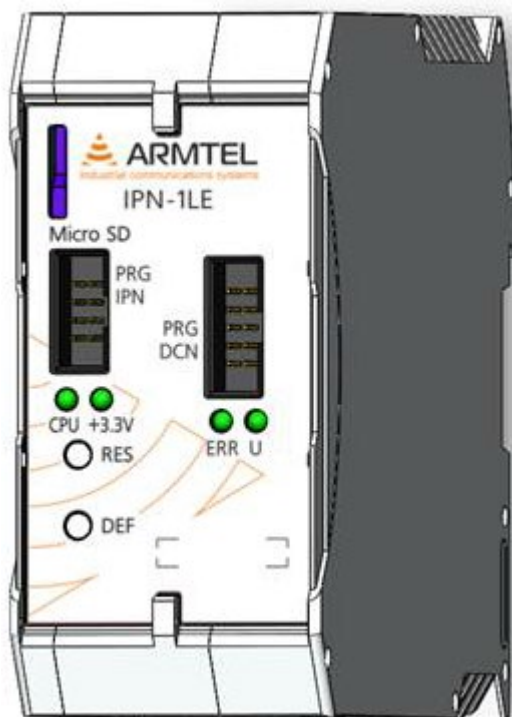 ARMTEL
industrial communications systems
IPN-1LE
Micro SD
PRG
IPN
PRG
DCN
CPU +3.3V
ERR U
RES
DEF